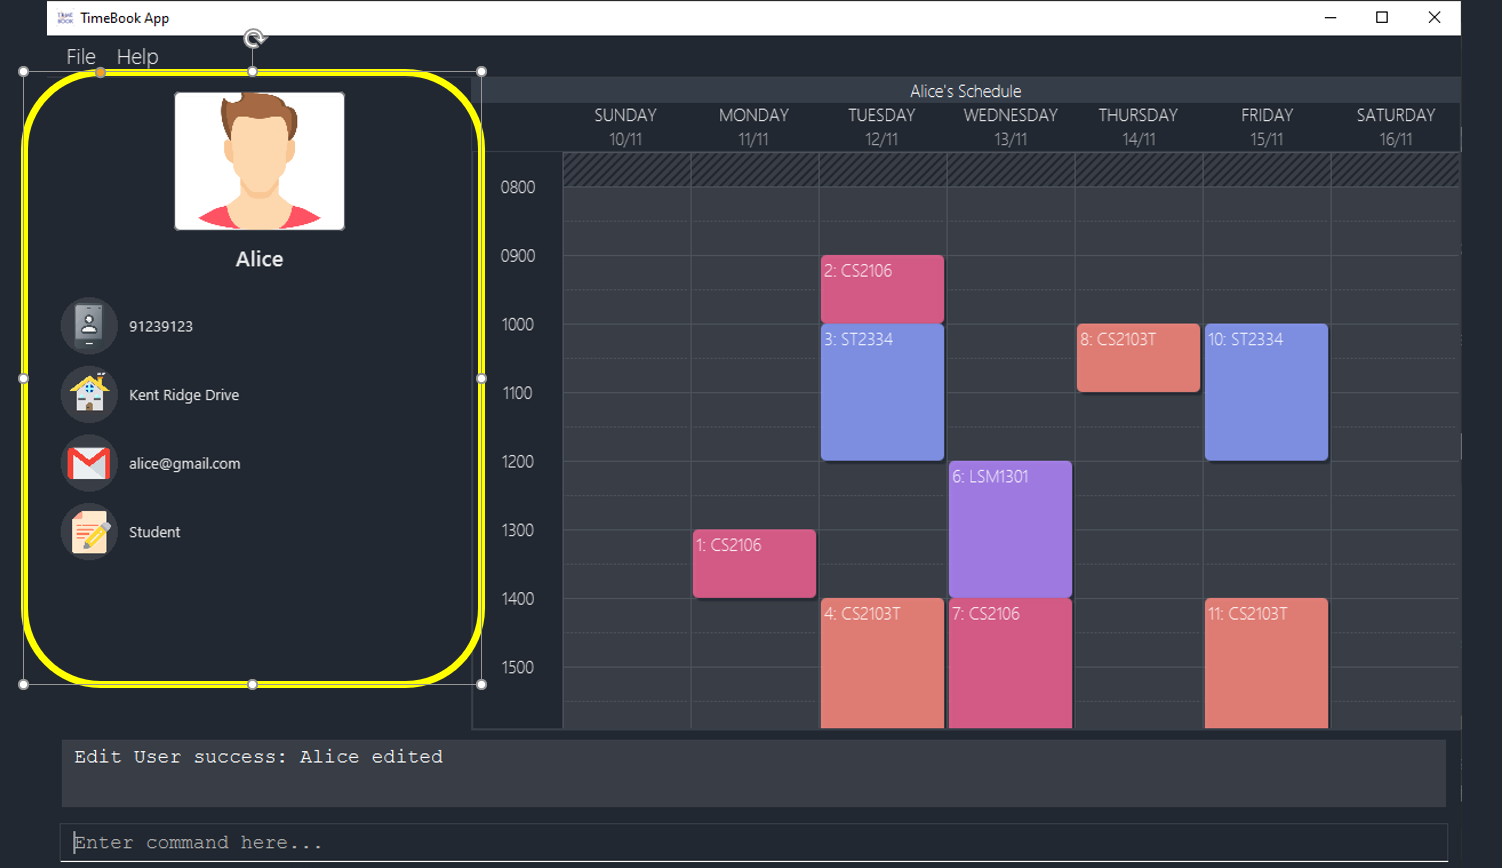 TimeBook App
File Help
Alice
91239123
Kent Ridge Drive
alice@gmail.com
Student
Alice's Schedule
SUNDAY MONDAY TUESDAY WEDNESDAY THURSDAY FRIDAY SATURDAY
10/11 11/11 12/11 13/11 14/11 15/11 16/11
0800
0900
2: CS2106
1000
3: ST2334 8: CS2103T 10: ST2334
1100
1200
6: LSM1301
1300
1: CS2106
1400
4: CS2103T 7: CS2106 11: CS2103T
1500
Edit User success: Alice edited
Enter command here...